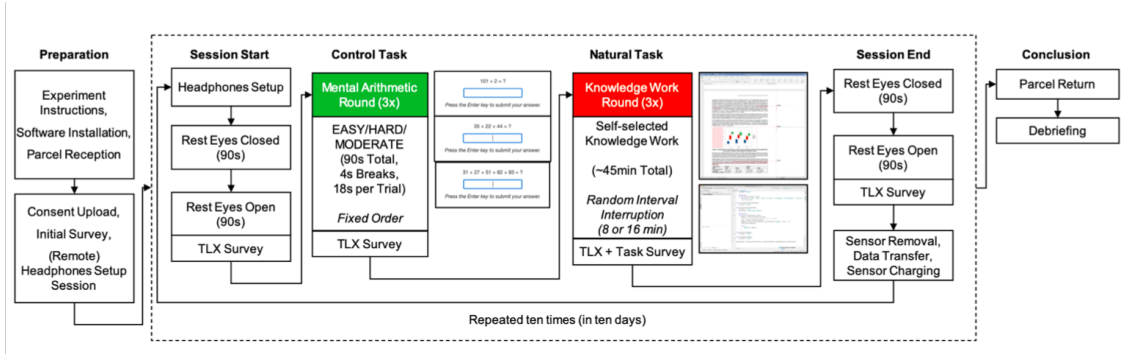 Preparation
Experiment
Instructions,
Software Installation,
Parcel Reception
Consent Upload,
Initial Survey,
(Remote)
Headphones Setup
Session
Session Start
Headphones Setup
Rest Eyes Closed
(90s)
Rest Eyes Open
(90s)
TLX Survey
Control Task
Mental Arithmetic
Round (3x)
EASY/HARD/
MODERATE
(90s Total,
4s Breaks,
18s per Trial)
Fixed Order
TLX Survey
101 + 2 = ?
Press the Enter key to submit your answer.
35 + 22 + 44 = ?
Press the Enter key to submit your answer.
31 + 27 + 51 + 82 + 93 = ?
Press the Enter key to submit your answer.
Natural Task
Knowledge Work
Round (3x)
Self-selected
Knowledge Work
(~45min Total)
Random Interval
Interruption
(8 or 16 min)
TLX + Task Survey
Session End
Rest Eyes Closed
(90s)
Rest Eyes Open
(90s)
TLX Survey
Sensor Removal,
Data Transfer,
Sensor Charging
Conclusion
Parcel Return
Debriefing
Repeated ten times (in ten days)